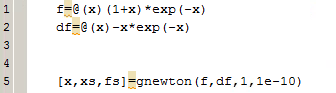 1 f=@(x)(1+x)*exp(-x)
2 df=@(x)-x*exp(-x)
3
4
5 [x,xs,fs]=gnewton(f,df,1,1e-10)